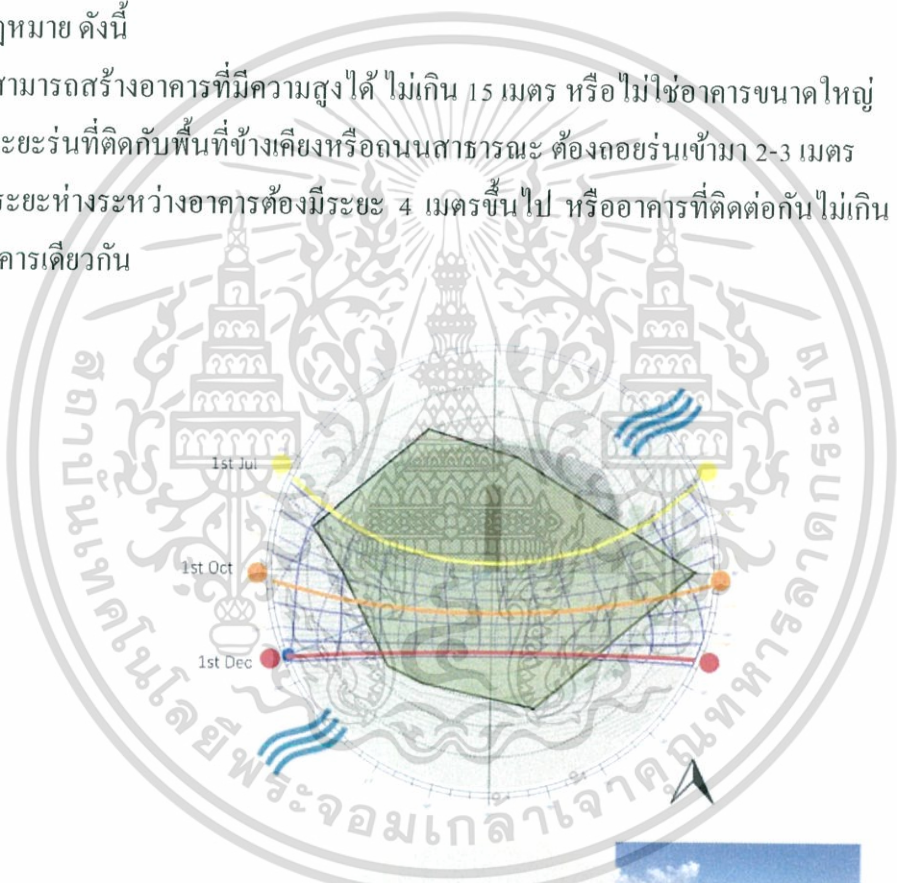 ฎหมาย ดังนี้
สามารถสร้างอาคารที่มีความสูงได้ ไม่เกิน 15 เมตร หรือไม่ใช่อาคารขนาดใหญ่
ะยะร่นที่ติดกับพื้นที่ข้างเคียงหรือถนนสาธารณะ ต้องถอยร่นเข้ามา 2-3 เมตร
ระยะห่างระหว่างอาคารต้องมีระยะ 4 เมตรขึ้นไป หรืออาคารที่ติดต่อกันไม่เกิน
คารเดียวกัน
1st Jul
1st Oct
1st Dec
สถาบันเทคโนโลยีพระจอมเกล้าเจ้าคุณทหารลาดกระบัง